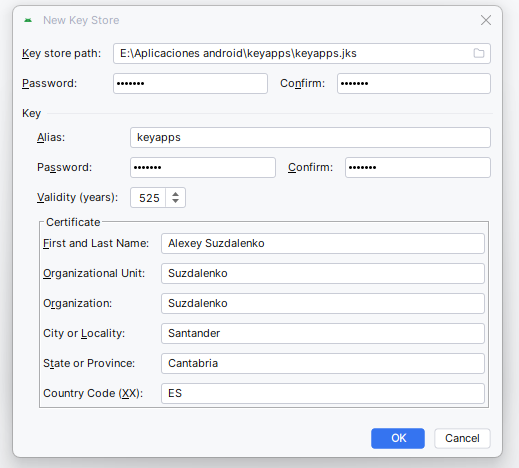 New Key Store
Key store path: E:\Aplicaciones android\keyapps\keyapps.jks
Password: ••••••• Confirm: •••••••
Key
Alias: keyapps
Password: ••••••• Confirm: •••••••
Validity (years): 525
Certificate
First and Last Name: Alexey Suzdalenko
Organizational Unit: Suzdalenko
Organization: Suzdalenko
City or Locality: Santander
State or Province: Cantabria
Country Code (XX): ES
OK Cancel